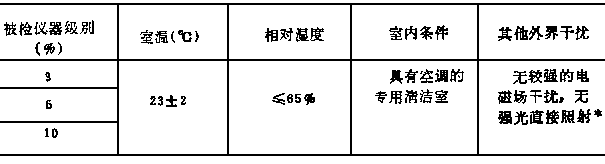 被检仪器级别
(%)
室温(℃)
相对湿度
室内条件
其他外界干扰
3
5
10
23±2
≤65%
具有空调的
专用清洁室
无较强的电
磁场干扰,无
强光直接照射*